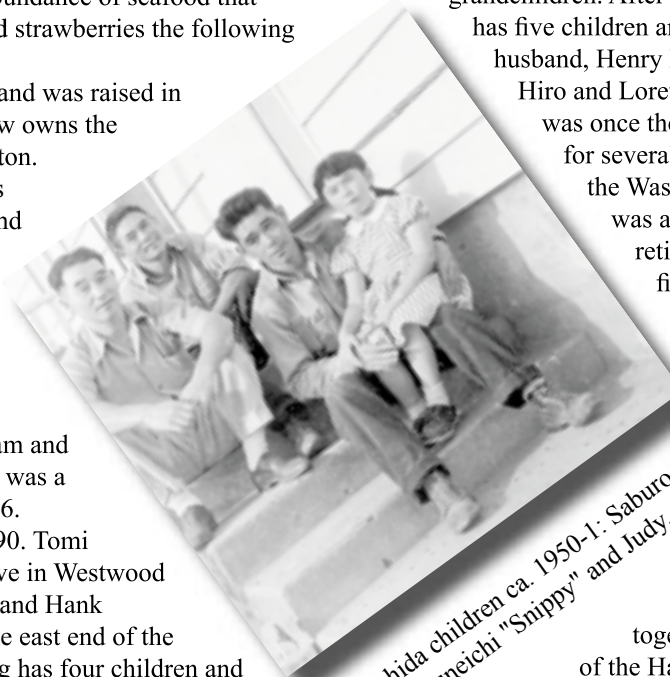 undance of seafood that
d strawberries the following
and was raised in
w owns the
ton.
s
nd
am and
was a
6.
90. Tomi
ve in Westwood
and Hank
e east end of the
g has four children and
grandchildren. After
has five children an
husband, Henry
Hiro and Lore
was once the
for several
the Was
was a
reti
fi
hida children ca. 1950-1: Saburo
neichi "Snippy" and Judy.
toge
of the Ha